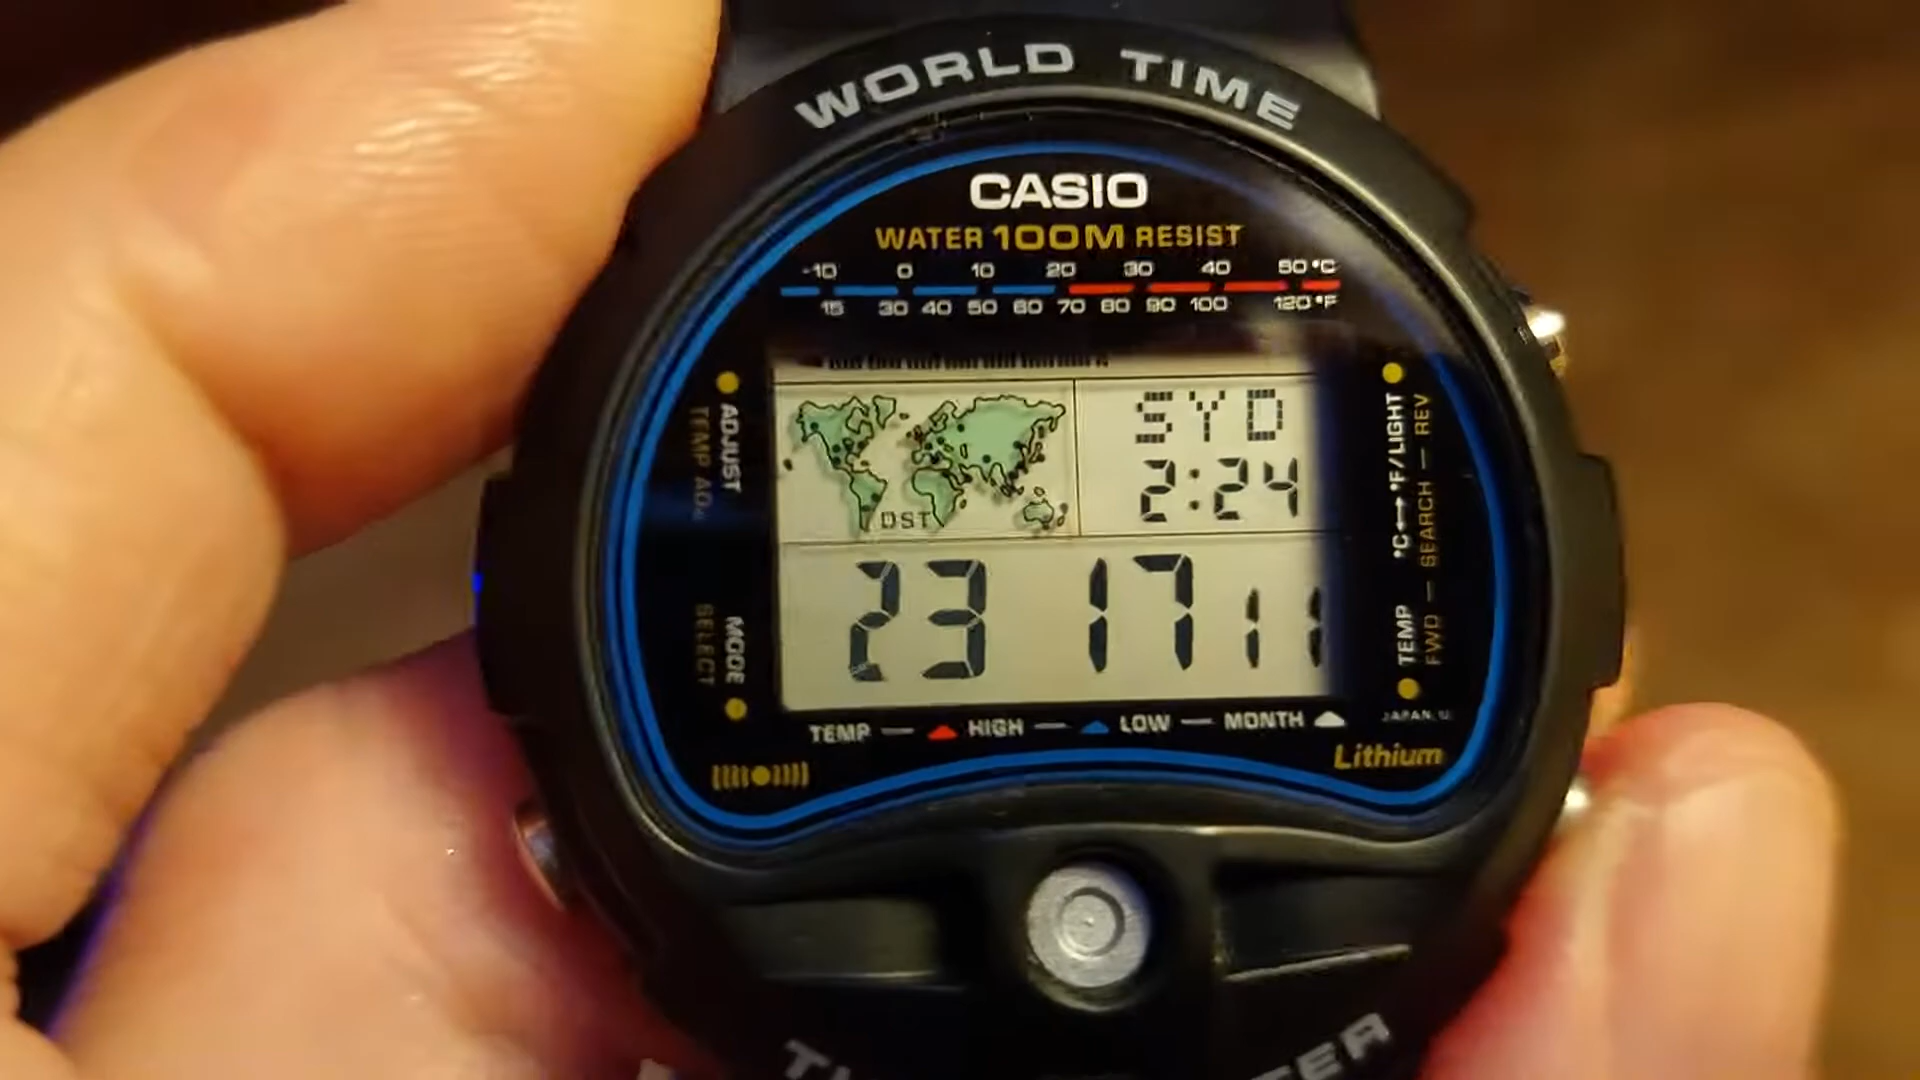 WORLD TIME
CASIO
WATER 100M RESIST
-10 0 10 20 30 40 50 °C
15 30 40 50 60 70 80 90 100 120 °F
ADJUST
MODE
SELECT
SYD
2:24
DST
23 17 11
°C↔°F/LIGHT
TEMP
FWD — SEARCH — REV
TEMP — HIGH — LOW — MONTH
Lithium